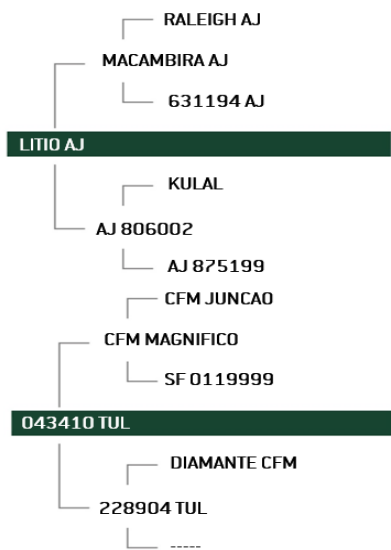 RALEIGH AJ
MACAMBIRA AJ
631194 AJ
LITIO AJ
KULAL
AJ 806002
AJ 875199
CFM JUNCAO
CFM MAGNIFICO
SF 0119999
043410 TUL
DIAMANTE CFM
228904 TUL
-----